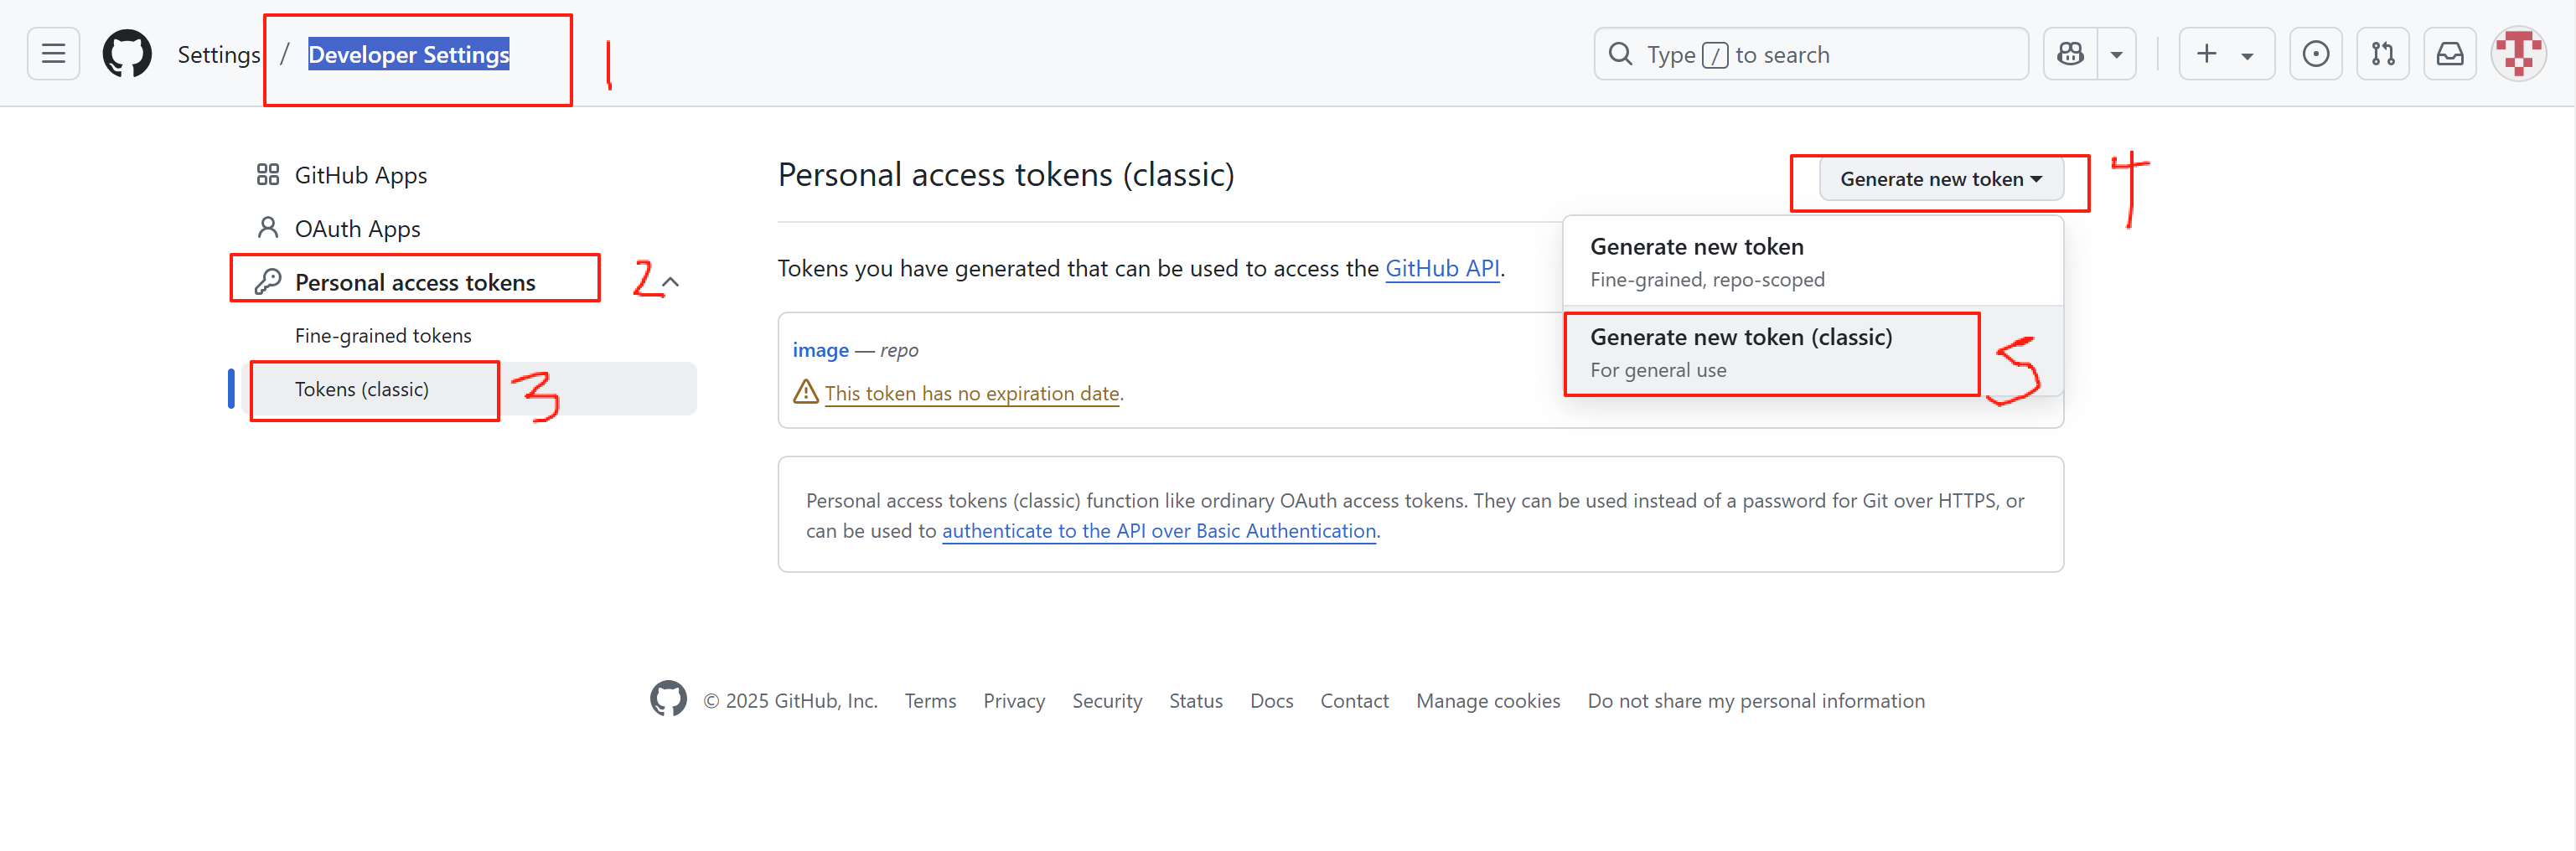 Settings / Developer Settings
1
Type / to search
GitHub Apps
OAuth Apps
Personal access tokens
2
Fine-grained tokens
Tokens (classic)
3
Personal access tokens (classic)
Generate new token
4
Tokens you have generated that can be used to access the GitHub API.
Generate new token
Fine-grained, repo-scoped
Generate new token (classic)
For general use
5
image — repo
This token has no expiration date.
Personal access tokens (classic) function like ordinary OAuth access tokens. They can be used instead of a password for Git over HTTPS, or
can be used to authenticate to the API over Basic Authentication.
© 2025 GitHub, Inc. Terms Privacy Security Status Docs Contact Manage cookies Do not share my personal information